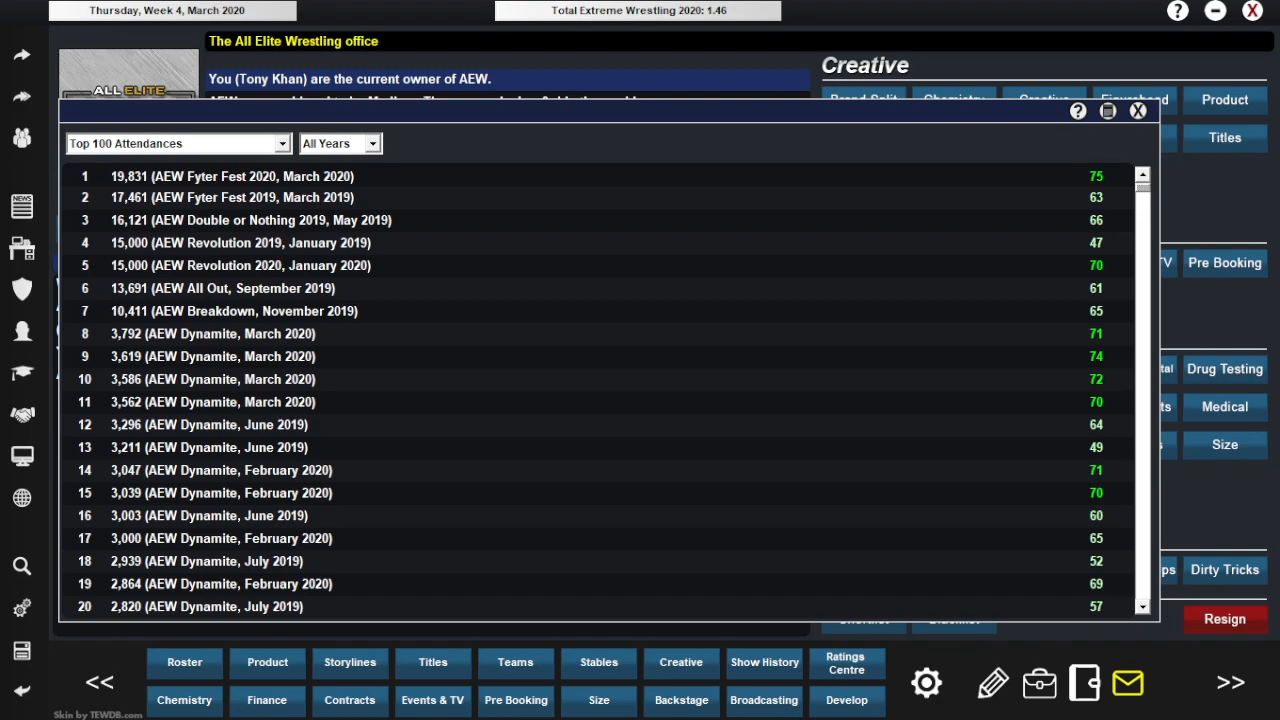 Thursday, Week 4, March 2020
Total Extreme Wrestling 2020: 1.46
The All Elite Wrestling office
You (Tony Khan) are the current owner of AEW.
ALL ELITE
Creative
Brand Split
Chemistry
Creative
Figurehead
Product
Titles
Top 100 Attendances
All Years
1 19,831 (AEW Fyter Fest 2020, March 2020) 75
2 17,461 (AEW Fyter Fest 2019, March 2019) 63
3 16,121 (AEW Double or Nothing 2019, May 2019) 66
4 15,000 (AEW Revolution 2019, January 2019) 47
5 15,000 (AEW Revolution 2020, January 2020) 70
6 13,691 (AEW All Out, September 2019) 61
7 10,411 (AEW Breakdown, November 2019) 65
8 3,792 (AEW Dynamite, March 2020) 71
9 3,619 (AEW Dynamite, March 2020) 74
10 3,586 (AEW Dynamite, March 2020) 72
11 3,562 (AEW Dynamite, March 2020) 70
12 3,296 (AEW Dynamite, June 2019) 64
13 3,211 (AEW Dynamite, June 2019) 49
14 3,047 (AEW Dynamite, February 2020) 71
15 3,039 (AEW Dynamite, February 2020) 70
16 3,003 (AEW Dynamite, June 2019) 60
17 3,000 (AEW Dynamite, February 2020) 65
18 2,939 (AEW Dynamite, July 2019) 52
19 2,864 (AEW Dynamite, February 2020) 69
20 2,820 (AEW Dynamite, July 2019) 57
TV
Pre Booking
Drug Testing
Medical
Size
Dirty Tricks
Resign
NEWS
<< Roster Product Storylines Titles Teams Stables Creative Show History Ratings Centre >>
Chemistry Finance Contracts Events & TV Pre Booking Size Backstage Broadcasting Develop
Skin by TEWDB.com